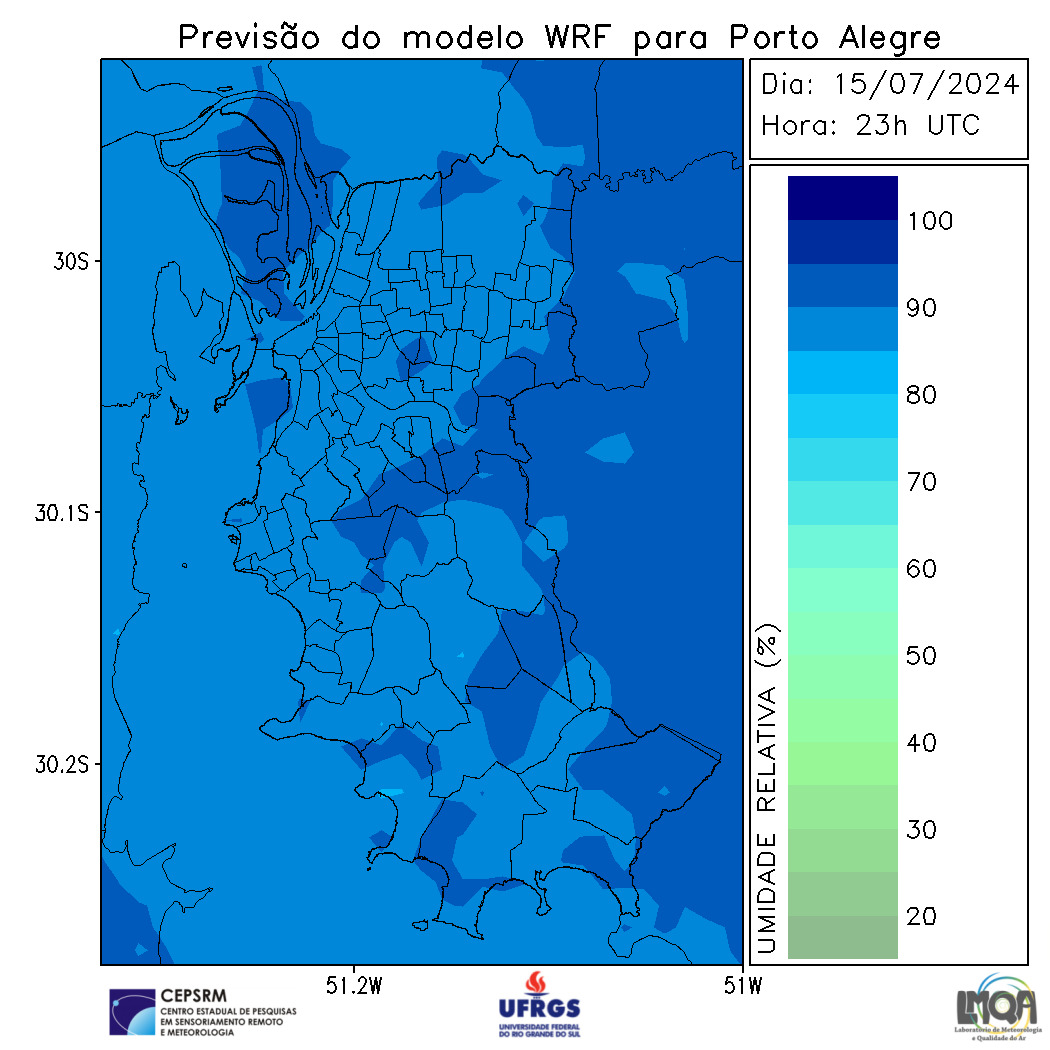 Previsão do modelo WRF para Porto Alegre
Dia: 15/07/2024
Hora: 23h UTC
100
90
80
70
60
50
40
30
20
UMIDADE RELATIVA (%)
30S
30.1S
30.2S
51.2W
51W
CEPSRM
CENTRO ESTADUAL DE PESQUISAS
EM SENSORIAMENTO REMOTO
E METEOROLOGIA
UFRGS
UNIVERSIDADE FEDERAL
DO RIO GRANDE DO SUL
LMQA
Laboratório de Meteorologia
e Qualidade do Ar